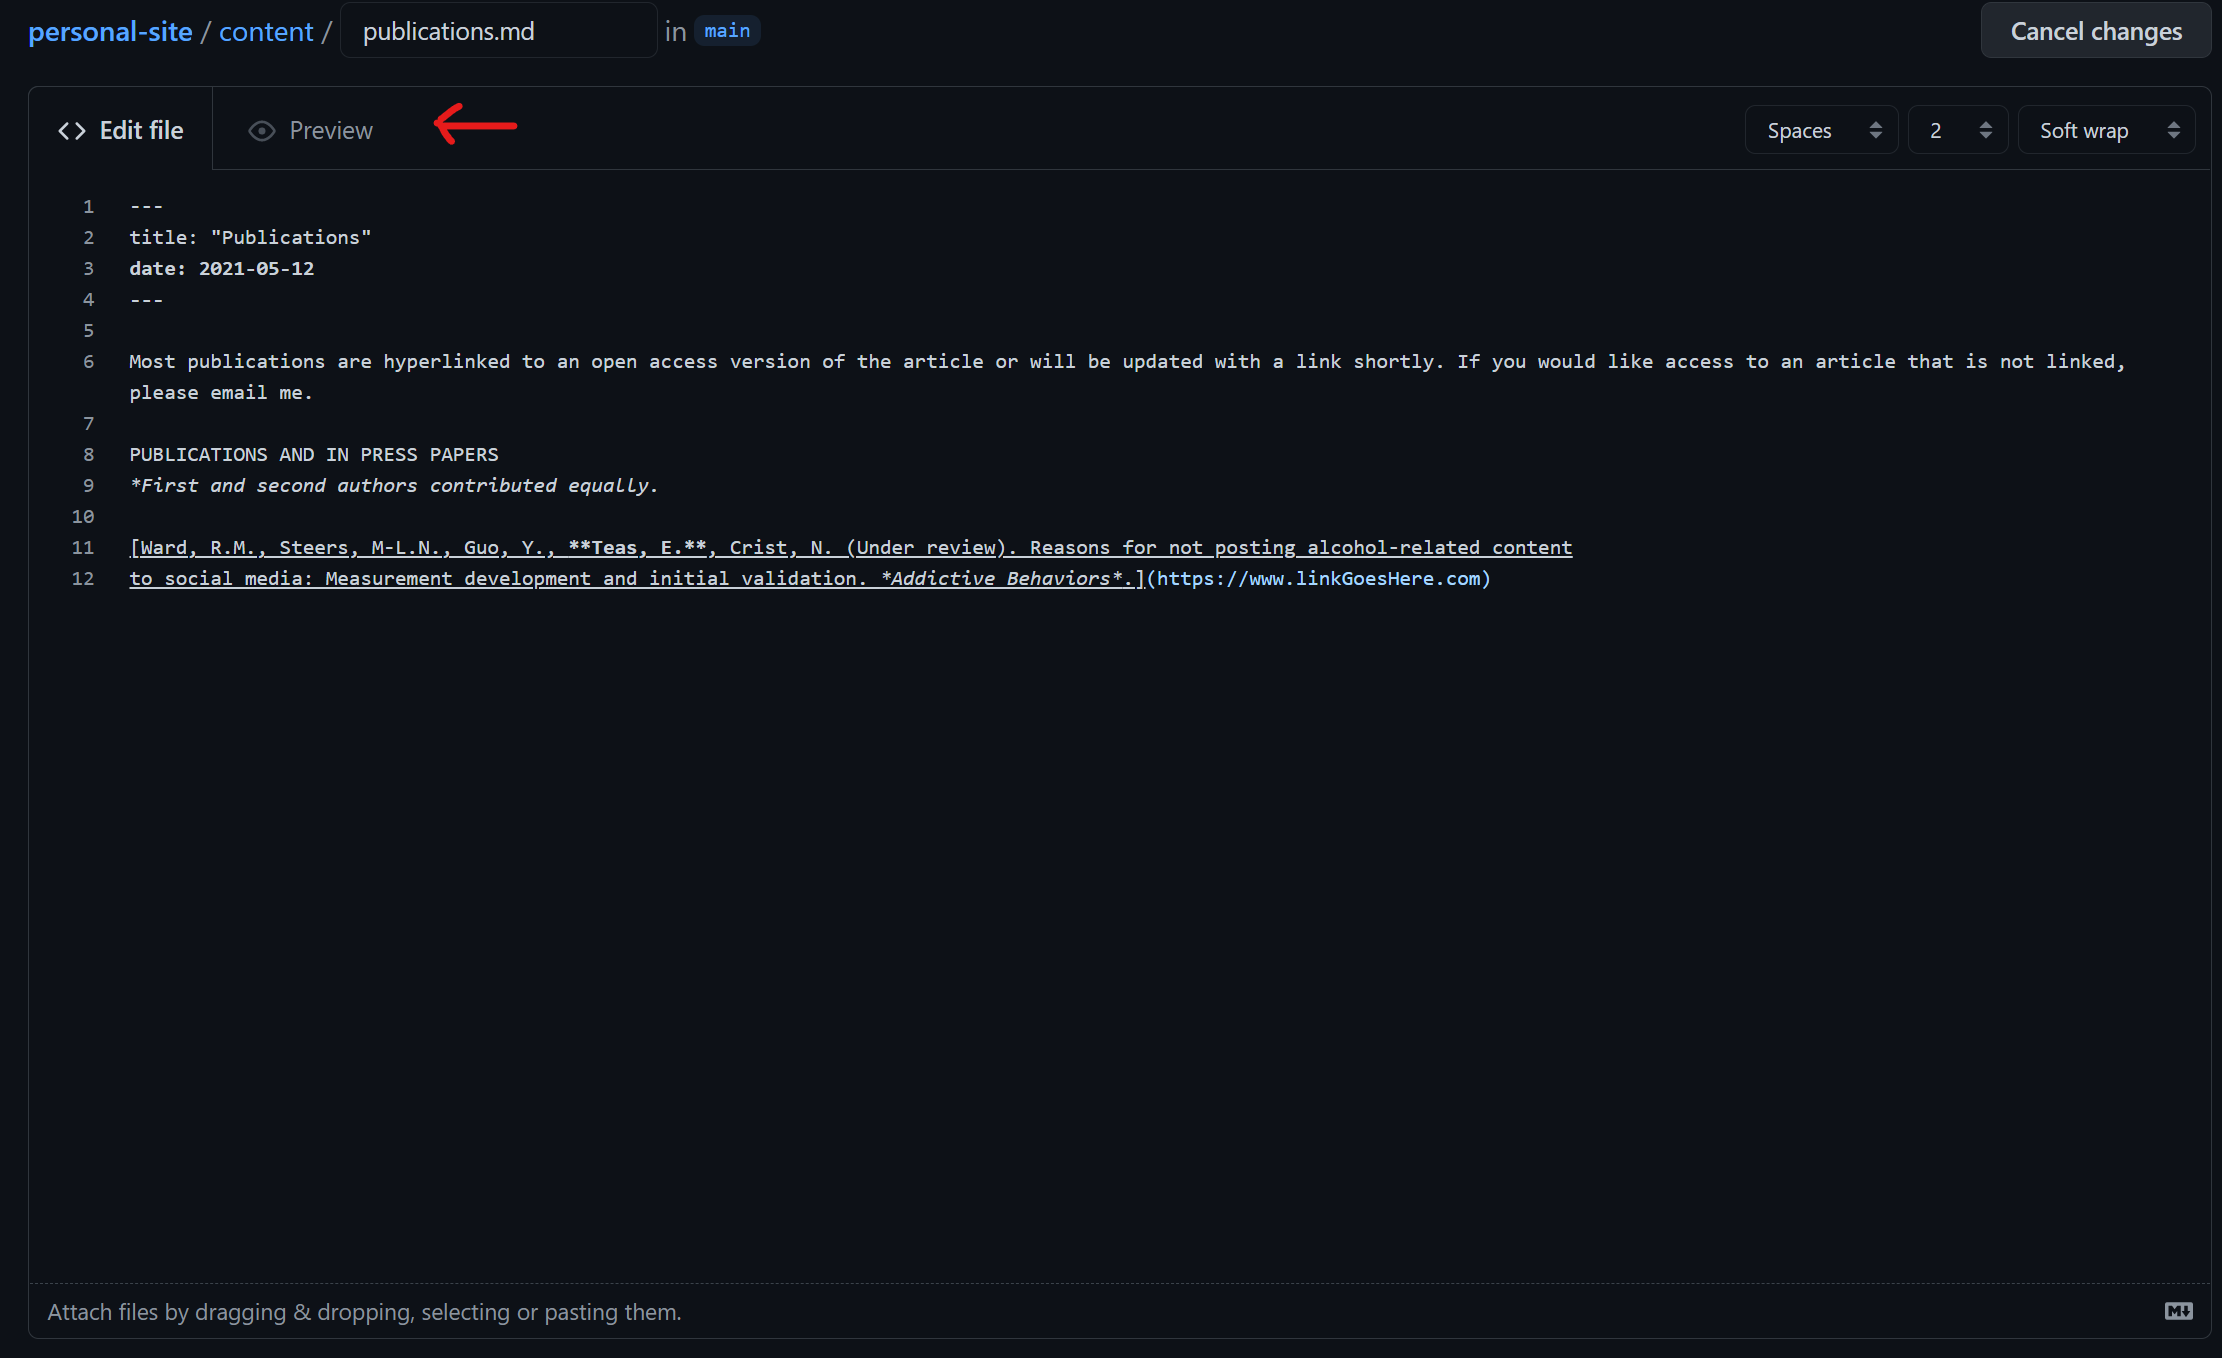 personal-site / content / publications.md in main Cancel changes
Edit file Preview Spaces 2 Soft wrap
1 ---
2 title: "Publications"
3 date: 2021-05-12
4 ---
5
6 Most publications are hyperlinked to an open access version of the article or will be updated with a link shortly. If you would like access to an article that is not linked,
please email me.
7
8 PUBLICATIONS AND IN PRESS PAPERS
9 *First and second authors contributed equally.
10
11 [Ward, R.M., Steers, M-L.N., Guo, Y., **Teas, E.**, Crist, N. (Under review). Reasons for not posting alcohol-related content
12 to social media: Measurement development and initial validation. *Addictive Behaviors*.](https://www.linkGoesHere.com)
Attach files by dragging & dropping, selecting or pasting them.